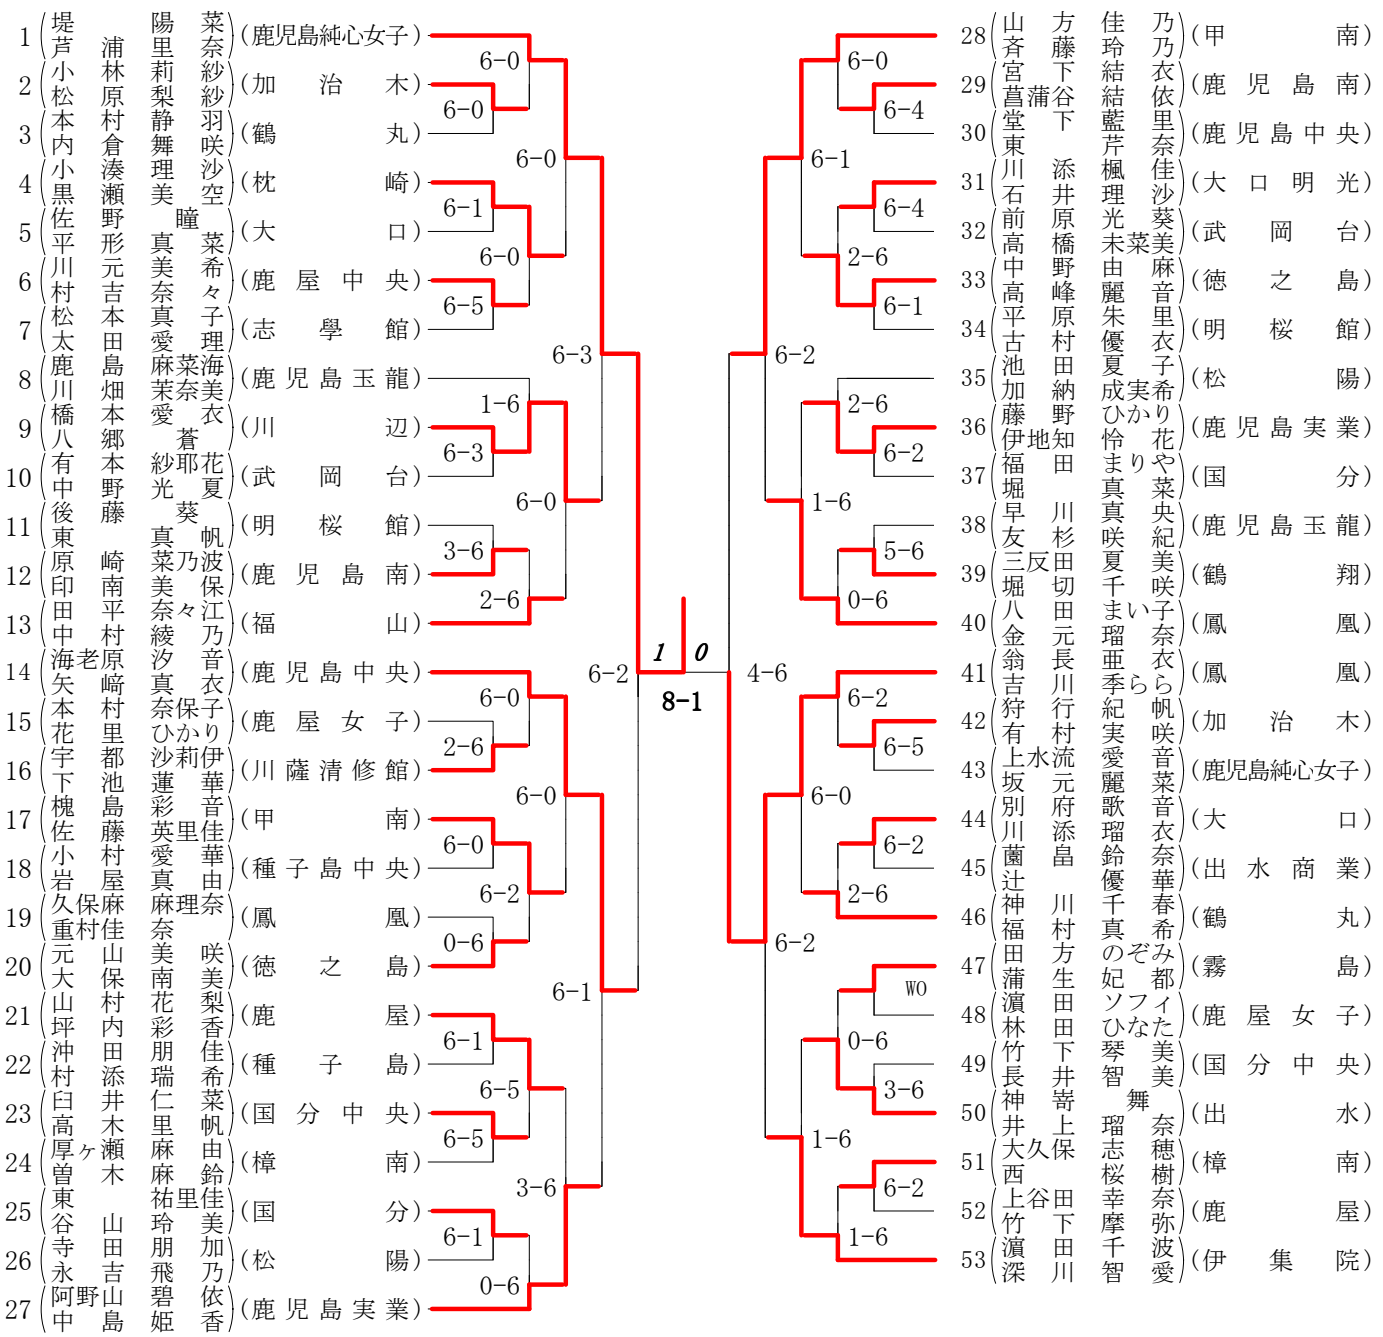 1 堤 陽菜 芦浦里奈 (鹿児島純心女子)
2 小林莉紗 松原梨紗 (加治木)
3 本村静羽 内倉舞咲 (鶴丸)
4 小湊理沙 黒瀬美空 (枕崎)
5 佐野瞳 平形真菜 (大口)
6 川元美希 村吉奈々 (鹿屋中央)
7 松本真子 太田愛理 (志學館)
8 鹿島麻菜海 川畑茉奈美 (鹿児島玉龍)
9 橋本愛衣 八郷蒼 (川辺)
10 有本紗耶花 中野光夏 (武岡台)
11 後藤葵 東真帆 (明桜館)
12 原崎菜乃波 印南美保 (鹿児島南)
13 田平奈々江 中村綾乃 (福山)
14 海老原汐音 矢﨑真衣 (鹿児島中央)
15 本村奈保子 花里ひかり (鹿屋女子)
16 宇都沙莉伊 下池蓮華 (川薩清修館)
17 槐島彩音 佐藤英里佳 (甲南)
18 小村愛華 岩屋真由 (種子島中央)
19 久保麻麻理奈 重村佳奈 (鳳凰)
20 元山美咲 大保南美 (徳之島)
21 山村花梨 坪内彩香 (鹿屋)
22 沖田朋佳 村添瑞希 (種子島)
23 臼井仁菜 高木里帆 (国分中央)
24 厚ヶ瀬麻由 曽木麻鈴 (樟南)
25 東祐里佳 谷山玲美 (国分)
26 寺田朋加 永吉飛乃 (松陽)
27 阿野山碧依 中島姫香 (鹿児島実業)
6-0
6-0
6-0
6-1
6-0
6-5
6-3
1-6
6-3
6-0
3-6
2-6
6-2
6-0
2-6
6-0
6-0
6-2
0-6
6-1
6-1
6-5
6-5
3-6
6-1
0-6
1 0
8-1
28 山方佳乃 斉藤玲乃 (甲南)
29 宮下結衣 菖蒲谷結依 (鹿児島南)
30 堂下藍里 東芹奈 (鹿児島中央)
31 川添楓佳 石井理沙 (大口明光)
32 前原光葵 高橋未菜美 (武岡台)
33 中野由麻 高峰麗音 (徳之島)
34 平原朱里 古村優衣 (明桜館)
35 池田夏子 加納成実希 (松陽)
36 藤野ひかり 伊地知怜花 (鹿児島実業)
37 福田まりや 堀真菜 (国分)
38 早川真央 友杉咲紀 (鹿児島玉龍)
39 三反田夏美 堀切千咲 (鶴翔)
40 八田まい子 金元瑠奈 (鳳凰)
41 翁長亜衣 吉川季らら (鳳凰)
42 狩行紀帆 有村実咲 (加治木)
43 上水流愛音 坂元麗菜 (鹿児島純心女子)
44 別府歌音 川添瑠衣 (大口)
45 薗畠鈴奈 辻優華 (出水商業)
46 神川千春 福村真希 (鶴丸)
47 田方のぞみ 蒲生妃都 (霧島)
48 濵田ソフィ 林田ひなた (鹿屋女子)
49 竹下琴美 長井智美 (国分中央)
50 神嵜舞 井上瑠奈 (出水)
51 大久保志穂 西桜樹 (樟南)
52 上谷田幸奈 竹下摩弥 (鹿屋)
53 濵田千波 深川智愛 (伊集院)
6-0
6-4
6-1
6-4
2-6
6-1
6-2
2-6
6-2
1-6
5-6
0-6
4-6
6-2
6-5
6-0
6-2
2-6
6-2
WO
0-6
3-6
1-6
6-2
1-6